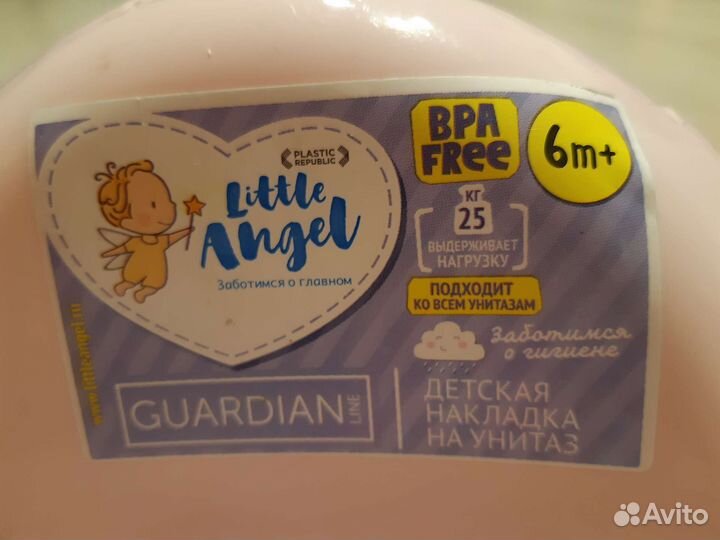 PLASTIC
REPUBLIC
Little
Angel
Заботимся о главном
www.littleangel.ru
GUARDIAN
LINE
BPA
FRee
6m+
КГ
25
ВЫДЕРЖИВАЕТ
НАГРУЗКУ
ПОДХОДИТ
КО ВСЕМ УНИТАЗАМ
Заботимся
о гигиене
ДЕТСКАЯ
НАКЛАДКА
НА УНИТАЗ
Avito